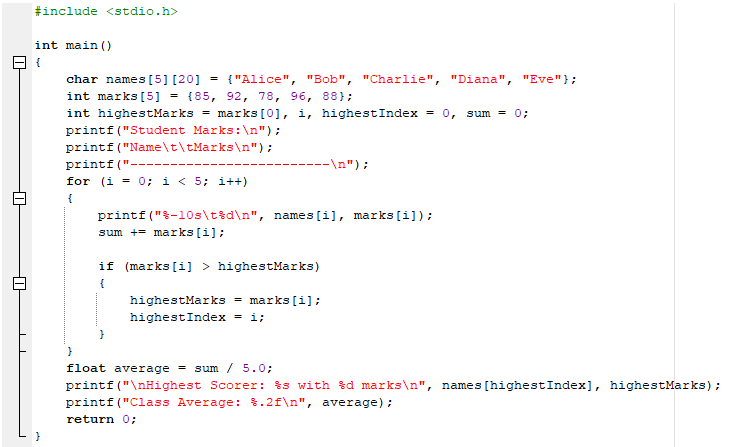 #include <stdio.h>
int main()
{
char names[5][20] = {"Alice", "Bob", "Charlie", "Diana", "Eve"};
int marks[5] = {85, 92, 78, 96, 88};
int highestMarks = marks[0], i, highestIndex = 0, sum = 0;
printf("Student Marks:\n");
printf("Name\t\tMarks\n");
printf("-------------------------\n");
for (i = 0; i < 5; i++)
{
printf("%-10s\t%d\n", names[i], marks[i]);
sum += marks[i];
if (marks[i] > highestMarks)
{
highestMarks = marks[i];
highestIndex = i;
}
}
float average = sum / 5.0;
printf("\nHighest Scorer: %s with %d marks\n", names[highestIndex], highestMarks);
printf("Class Average: %.2f\n", average);
return 0;
}